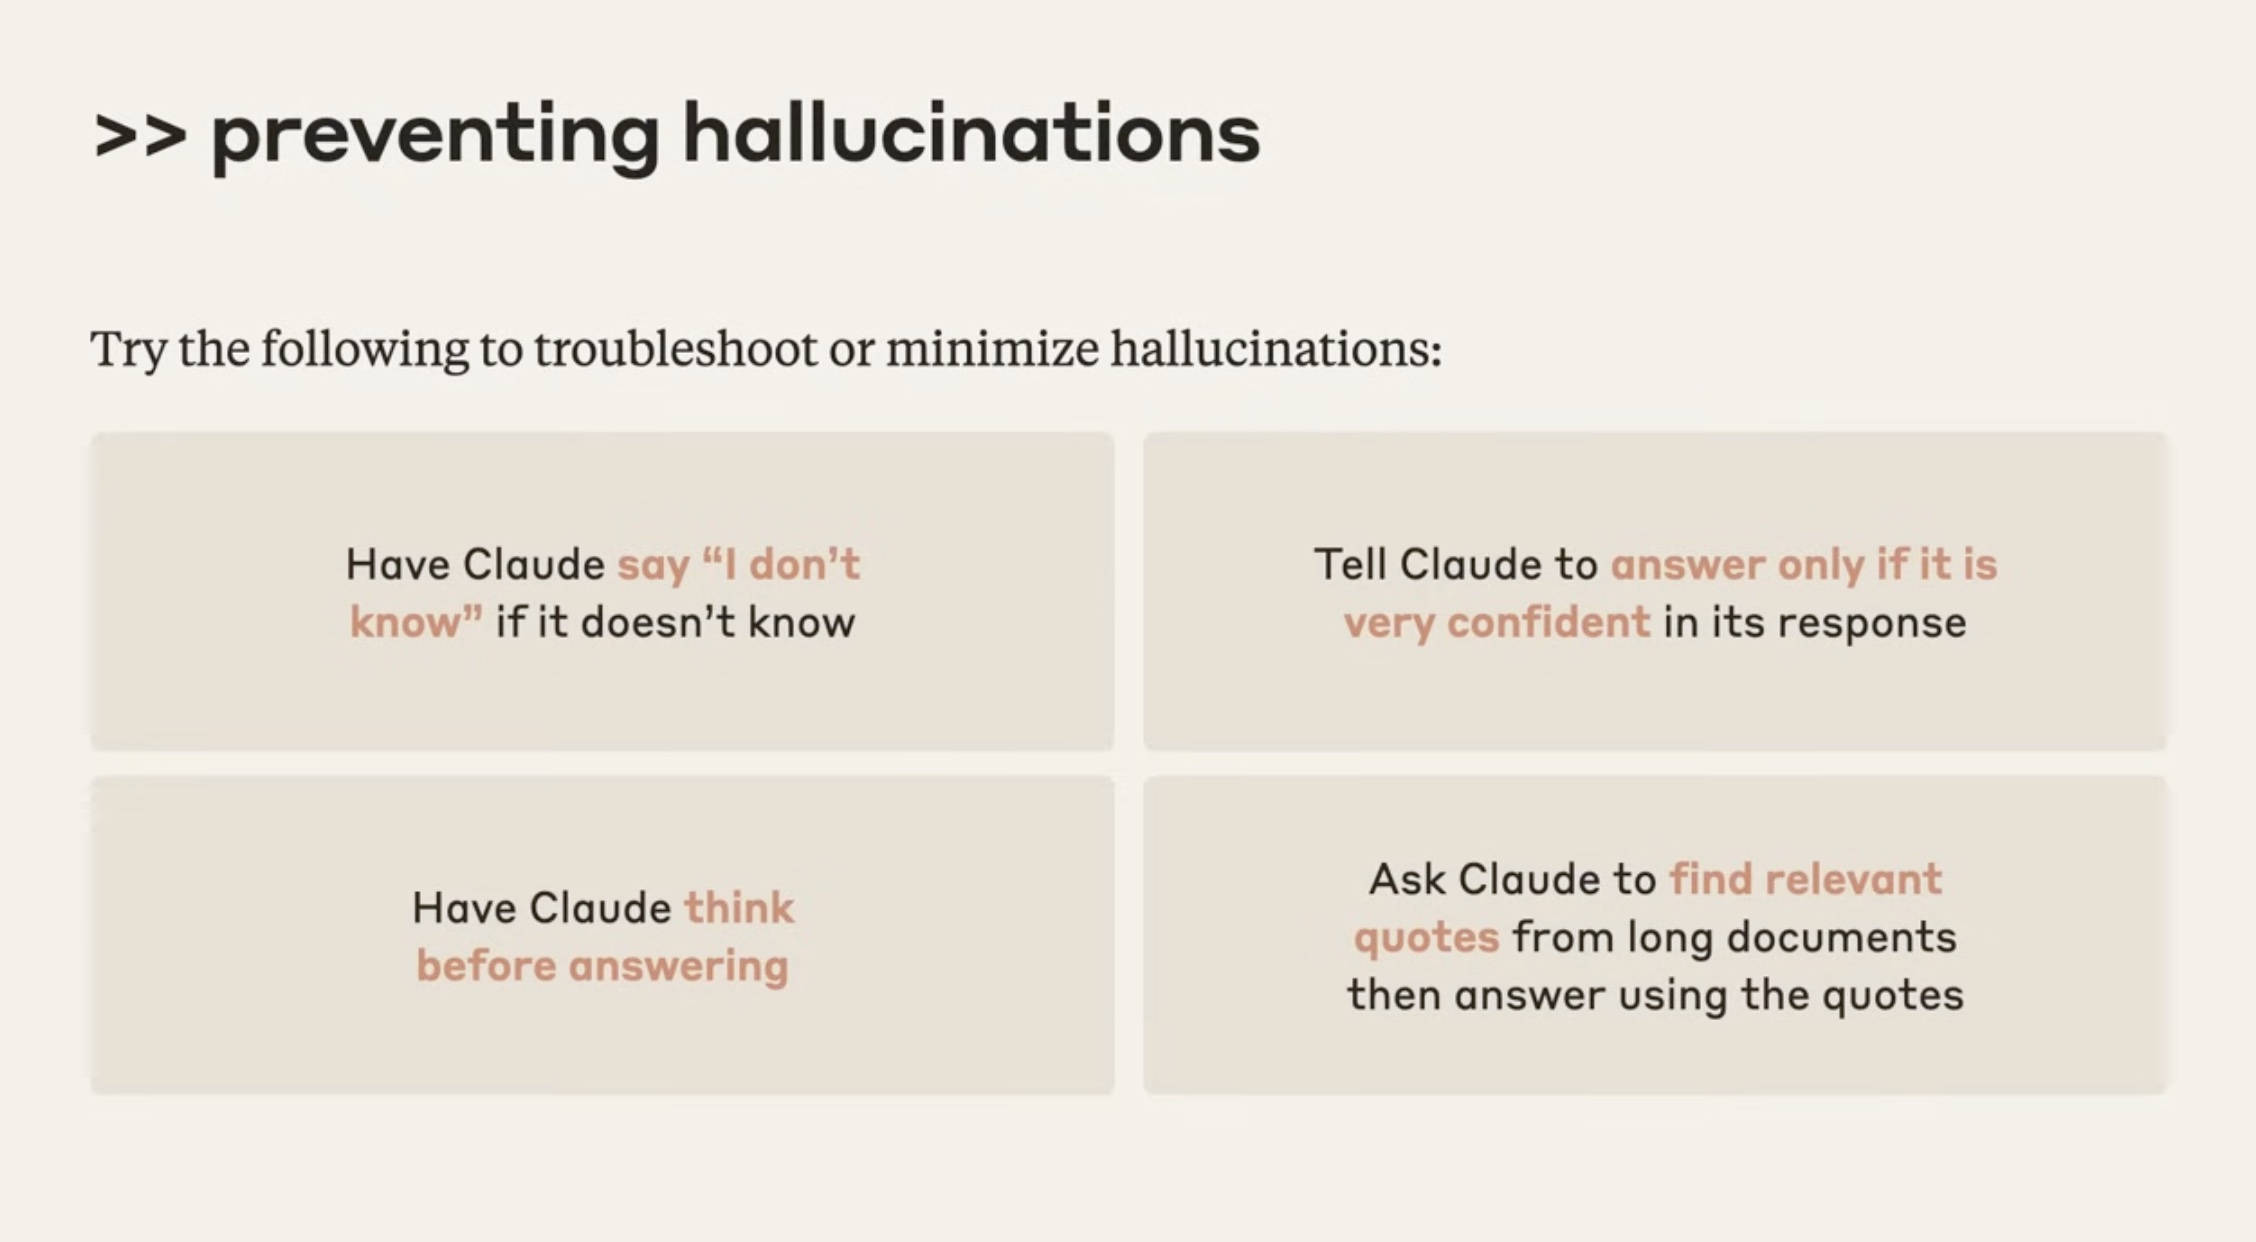 >> preventing hallucinations
Try the following to troubleshoot or minimize hallucinations:
Have Claude say “I don’t
know” if it doesn’t know
Tell Claude to answer only if it is
very confident in its response
Have Claude think
before answering
Ask Claude to find relevant
quotes from long documents
then answer using the quotes